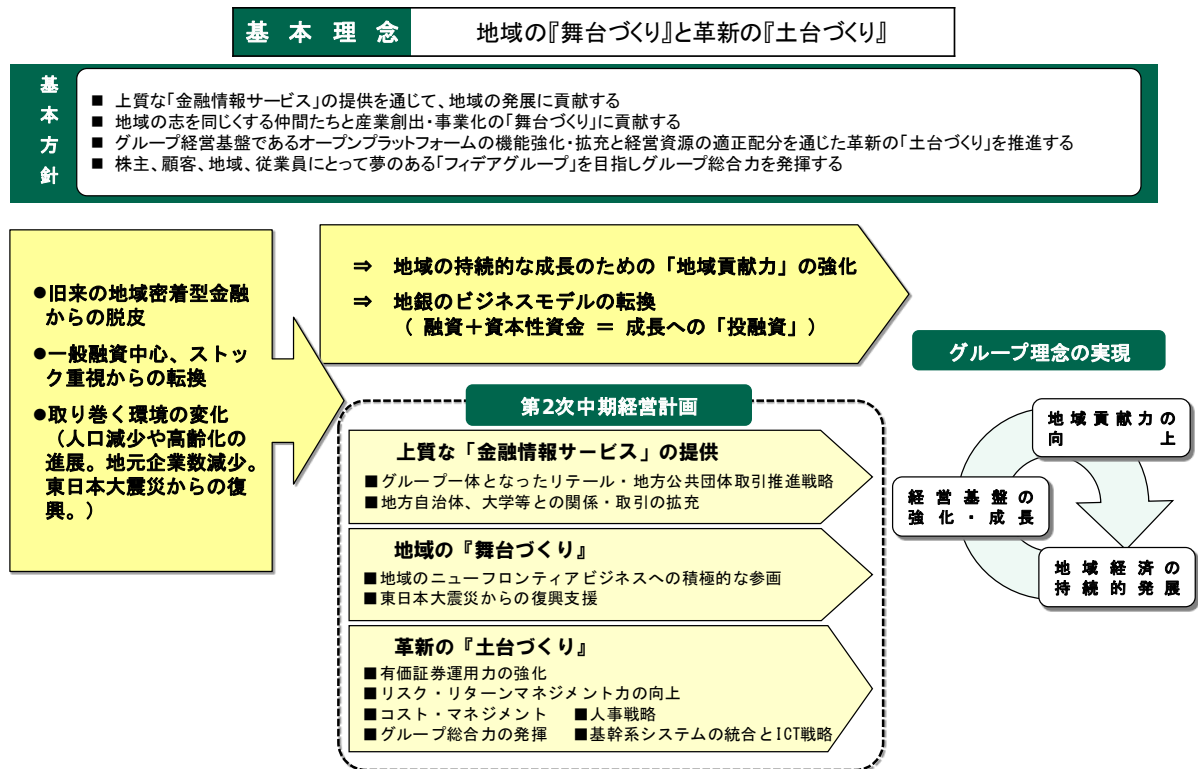 基本理念
地域の『舞台づくり』と革新の『土台づくり』
基本方針
■ 上質な「金融情報サービス」の提供を通じて、地域の発展に貢献する
■ 地域の志を同じくする仲間たちと産業創出・事業化の「舞台づくり」に貢献する
■ グループ経営基盤であるオープンプラットフォームの機能強化・拡充と経営資源の適正配分を通じた革新の「土台づくり」を推進する
■ 株主、顧客、地域、従業員にとって夢のある「フィデアグループ」を目指しグループ総合力を発揮する
●旧来の地域密着型金融
からの脱皮
●一般融資中心、ストッ
ク重視からの転換
●取り巻く環境の変化
（人口減少や高齢化の
進展。地元企業数減少。
東日本大震災からの復
興。）
⇒ 地域の持続的な成長のための「地域貢献力」の強化
⇒ 地銀のビジネスモデルの転換
（ 融資＋資本性資金 ＝ 成長への「投融資」）
第2次中期経営計画
上質な「金融情報サービス」の提供
■グループ一体となったリテール・地方公共団体取引推進戦略
■地方自治体、大学等との関係・取引の拡充
地域の『舞台づくり』
■地域のニューフロンティアビジネスへの積極的な参画
■東日本大震災からの復興支援
革新の『土台づくり』
■有価証券運用力の強化
■リスク・リターンマネジメント力の向上
■コスト・マネジメント ■人事戦略
■グループ総合力の発揮 ■基幹系システムの統合とICT戦略
グループ理念の実現
地域貢献力の
向上
経営基盤の
強化・成長
地域経済の
持続的発展